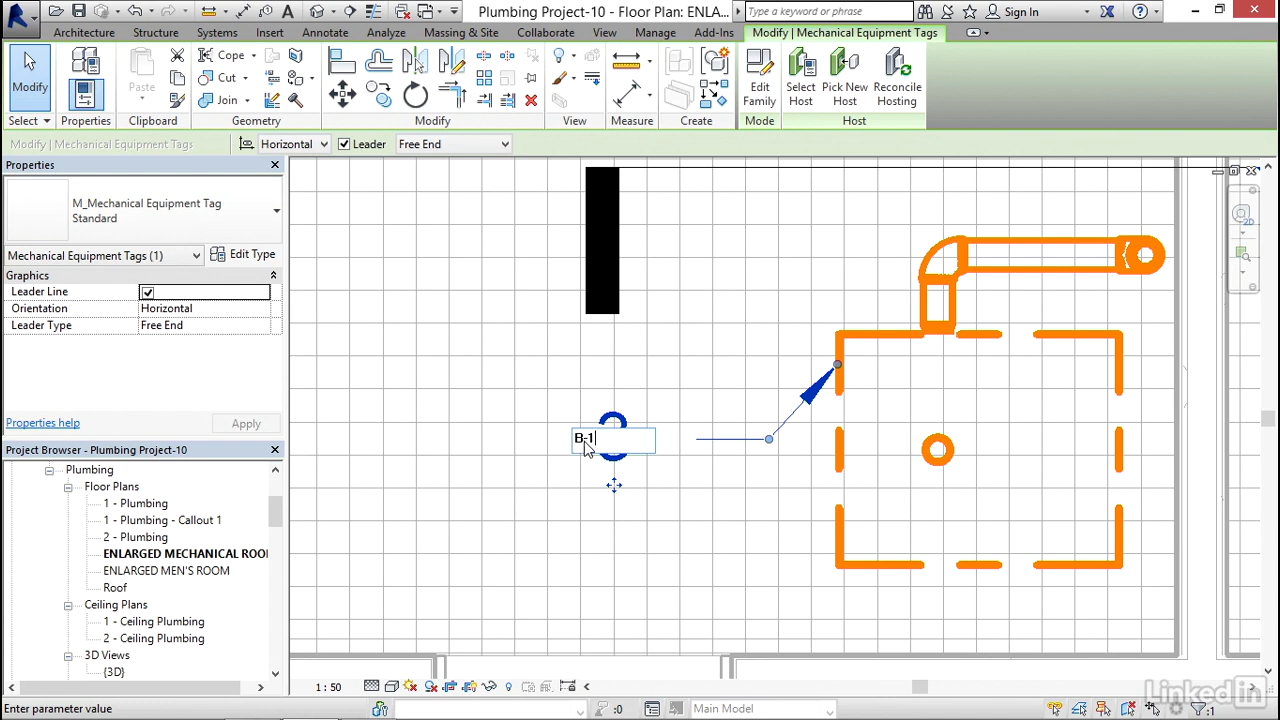 Plumbing Project-10 - Floor Plan: ENLA...
Type a keyword or phrase
Sign In
Architecture Structure Systems Insert Annotate Analyze Massing & Site Collaborate View Manage Add-Ins Modify | Mechanical Equipment Tags
Modify
Paste
Cope
Cut
Join
Edit Family
Select Host
Pick New Host
Reconcile Hosting
Select Properties Clipboard Geometry Modify View Measure Create Mode Host
Modify | Mechanical Equipment Tags
Horizontal
Leader
Free End
Properties
M_Mechanical Equipment Tag
Standard
Mechanical Equipment Tags (1)
Edit Type
Graphics
Leader Line
Orientation Horizontal
Leader Type Free End
Properties help
Apply
Project Browser - Plumbing Project-10
Plumbing
Floor Plans
1 - Plumbing
1 - Plumbing - Callout 1
2 - Plumbing
ENLARGED MECHANICAL ROOM
ENLARGED MEN'S ROOM
Roof
Ceiling Plans
1 - Ceiling Plumbing
2 - Ceiling Plumbing
3D Views
{3D}
B-1
2D
1 : 50
Enter parameter value
:0
Main Model
:1
LinkedIn